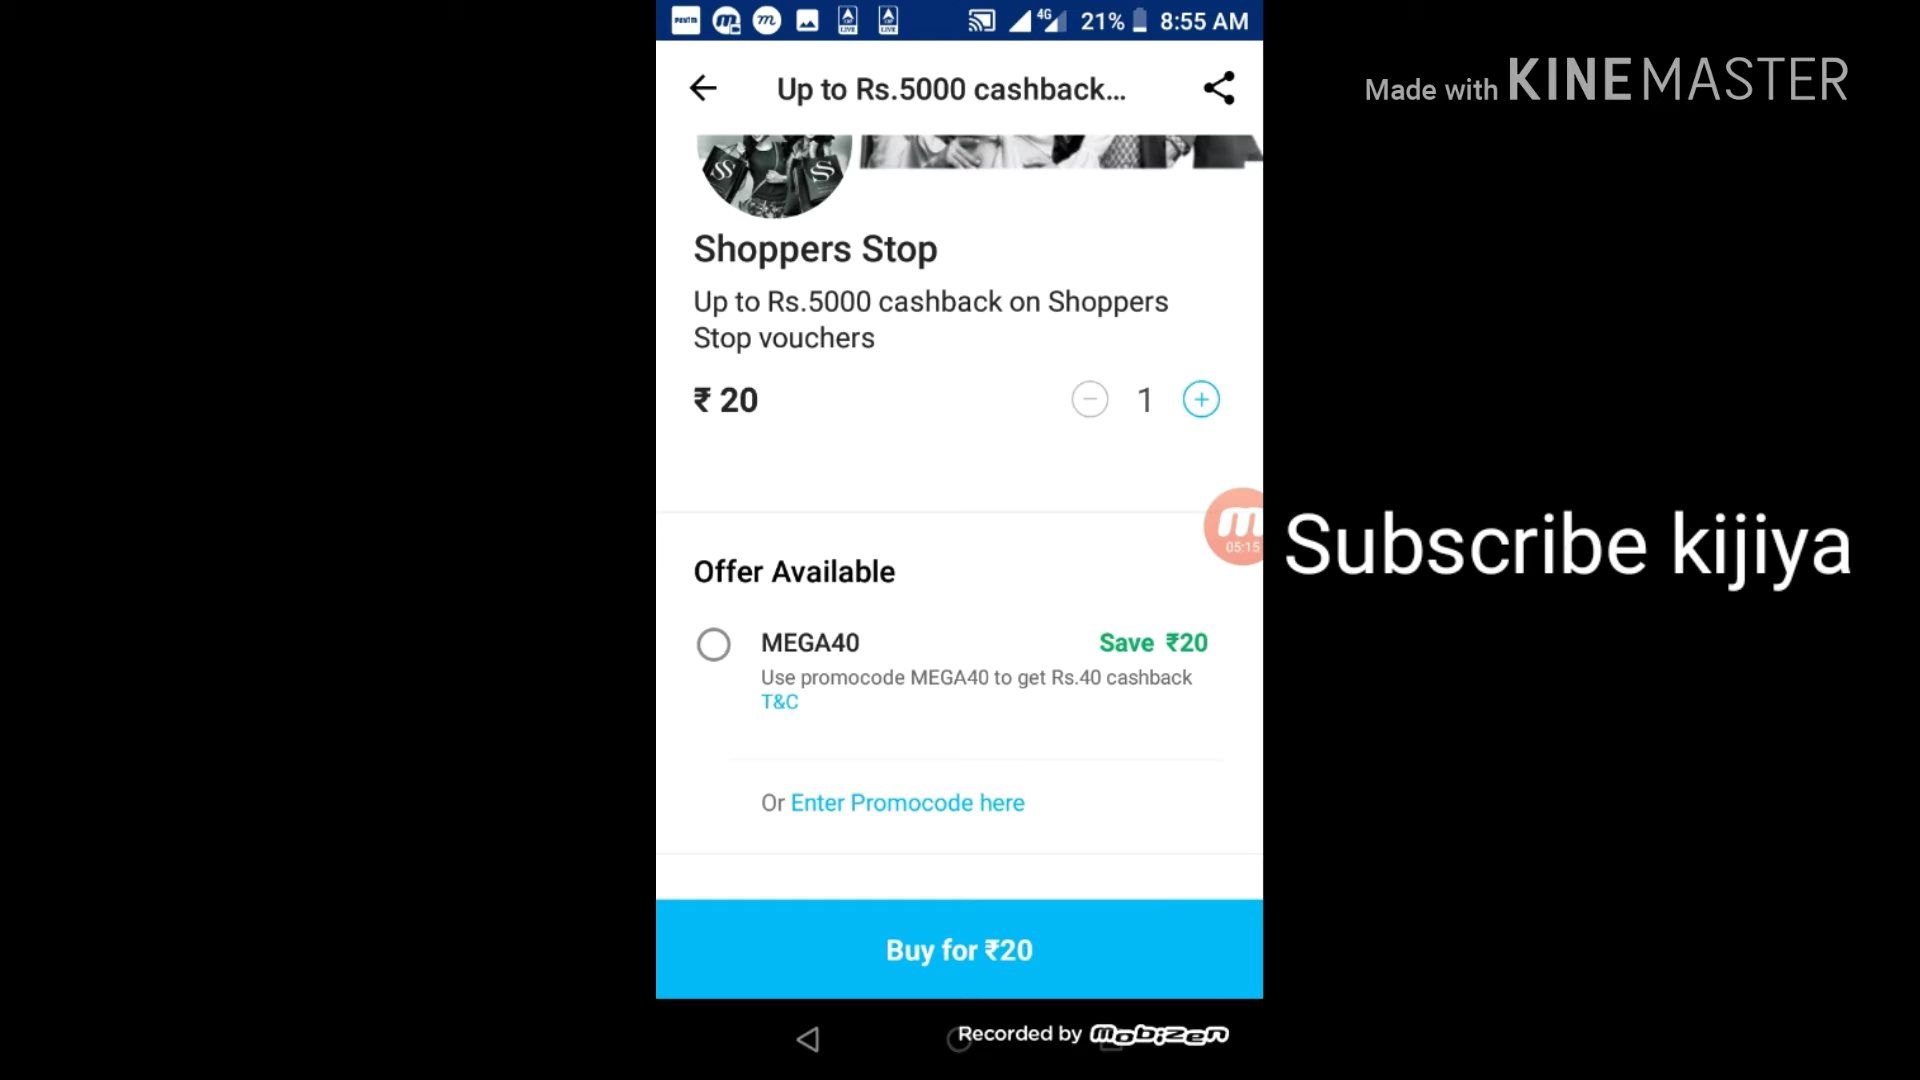 Paytm
4G
21%
8:55 AM
Up to Rs.5000 cashback...
Made with KINEMASTER
Shoppers Stop
Up to Rs.5000 cashback on Shoppers
Stop vouchers
₹ 20
1
05:15
Subscribe kijiya
Offer Available
MEGA40
Save ₹20
Use promocode MEGA40 to get Rs.40 cashback
T&C
Or Enter Promocode here
Buy for ₹20
Recorded by mobizen